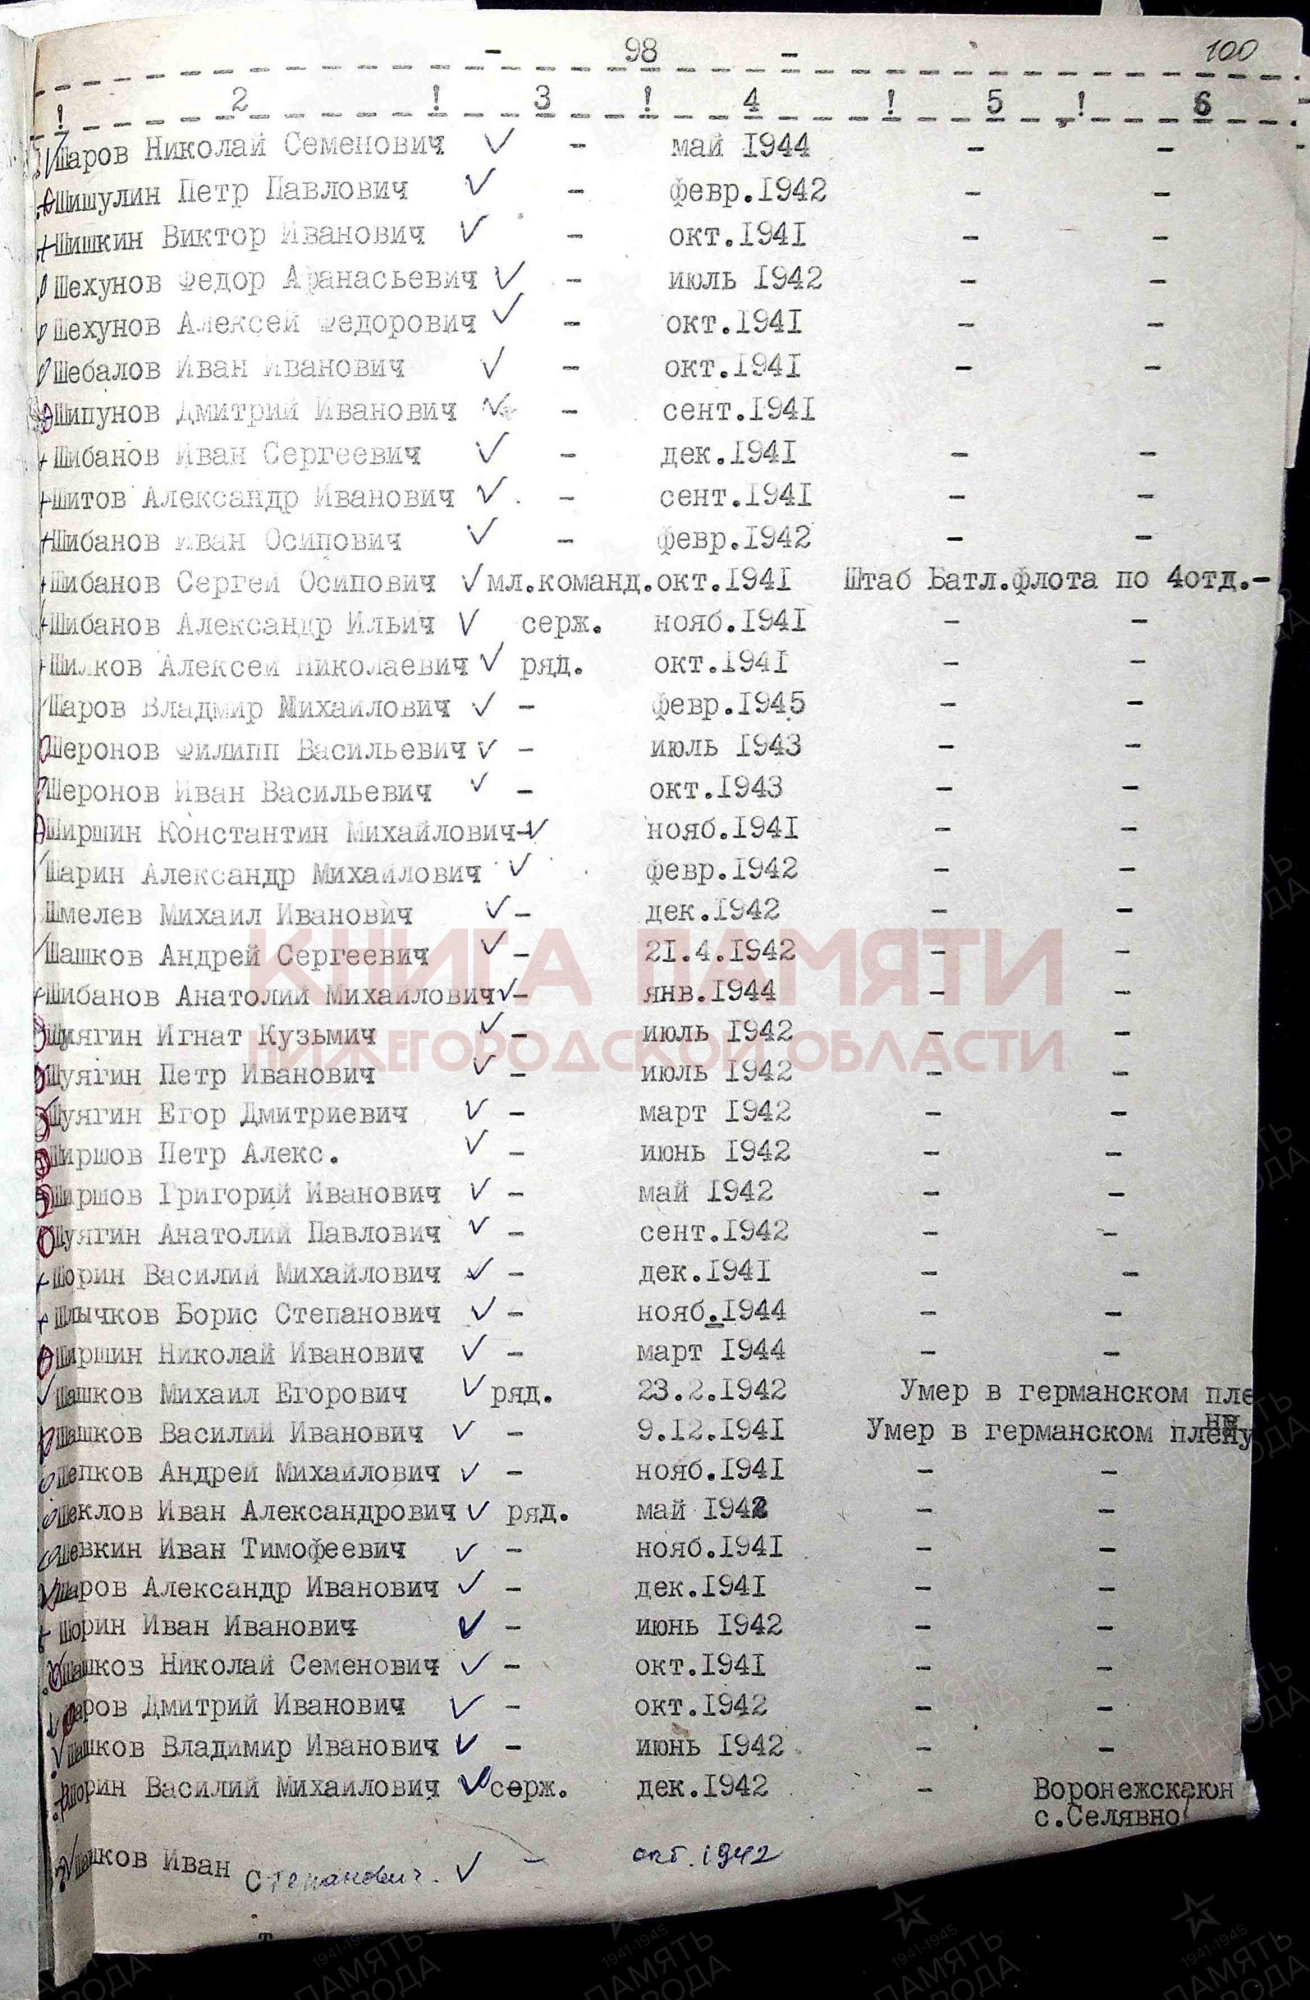 - 98 -
100
! 2 ! 3 ! 4 ! 5 ! 6
Шаров Николай Семенович - май 1944 - -
Шишулин Петр Павлович - февр.1942 - -
Шишкин Виктор Иванович - окт.1941 - -
Шехунов Федор Афанасьевич - июль 1942 - -
Шехунов Алексей Федорович - окт.1941 - -
Шебалов Иван Иванович - окт.1941 - -
Шипунов Дмитрий Иванович - сент.1941
Шибанов Иван Сергеевич - дек.1941 - -
Шитов Александр Иванович - сент.1941 - -
Шибанов Иван Осипович - февр.1942 - -
Шибанов Сергей Осипович мл.команд.окт.1941 Штаб Батл.флота по 4отд.-
Шибанов Александр Ильич серж. нояб.1941 - -
Шилков Алексей Николаевич ряд. окт.1941 - -
Шаров Владмир Михайлович - февр.1945 - -
Шеронов Филипп Васильевич - июль 1943 - -
Шеронов Иван Васильевич - окт.1943 - -
Ширшин Константин Михайлович- нояб.1941 - -
Шарин Александр Михайлович февр.1942 - -
Шмелев Михаил Иванович - дек.1942 - -
Шашков Андрей Сергеевич - 21.4.1942 - -
Шибанов Анатолий Михайлович - янв.1944 - -
КНИГА ПАМЯТИ
Шуягин Игнат Кузьмич - июль 1942 - -
НИЖЕГОРОДСКОЙ ОБЛАСТИ
Шуягин Петр Иванович - июль 1942 - -
Шуягин Егор Дмитриевич - март 1942 - -
Ширшов Петр Алекс. - июнь 1942 - -
Ширшов Григорий Иванович - май 1942 - -
Шуягин Анатолий Павлович - сент.1942 - -
Шорин Василий Михайлович - дек.1941 - -
Шлычков Борис Степанович - нояб.1944 - -
Ширшин Николай Иванович - март 1944 - -
Шашков Михаил Егорович ряд. 23.2.1942 Умер в германском пле
ну
Шашков Василий Иванович - 9.12.1941 Умер в германском плену
Шепков Андрей Михайлович - нояб.1941 - -
Шеклов Иван Александрович ряд. май 1942 - -
Шевкин Иван Тимофеевич - нояб.1941 - -
Шаров Александр Иванович - дек.1941 - -
Шорин Иван Иванович - июнь 1942 - -
Шашков Николай Семенович - окт.1941 - -
Шаров Дмитрий Иванович - окт.1942 - -
Шашков Владимир Иванович - июнь 1942 - -
Шорин Василий Михайлович серж. дек.1942 - Воронежская
с.Селявно
Иван Степанович. - окт. 1942
1941-1945
ПАМЯТЬ
НАРОДА